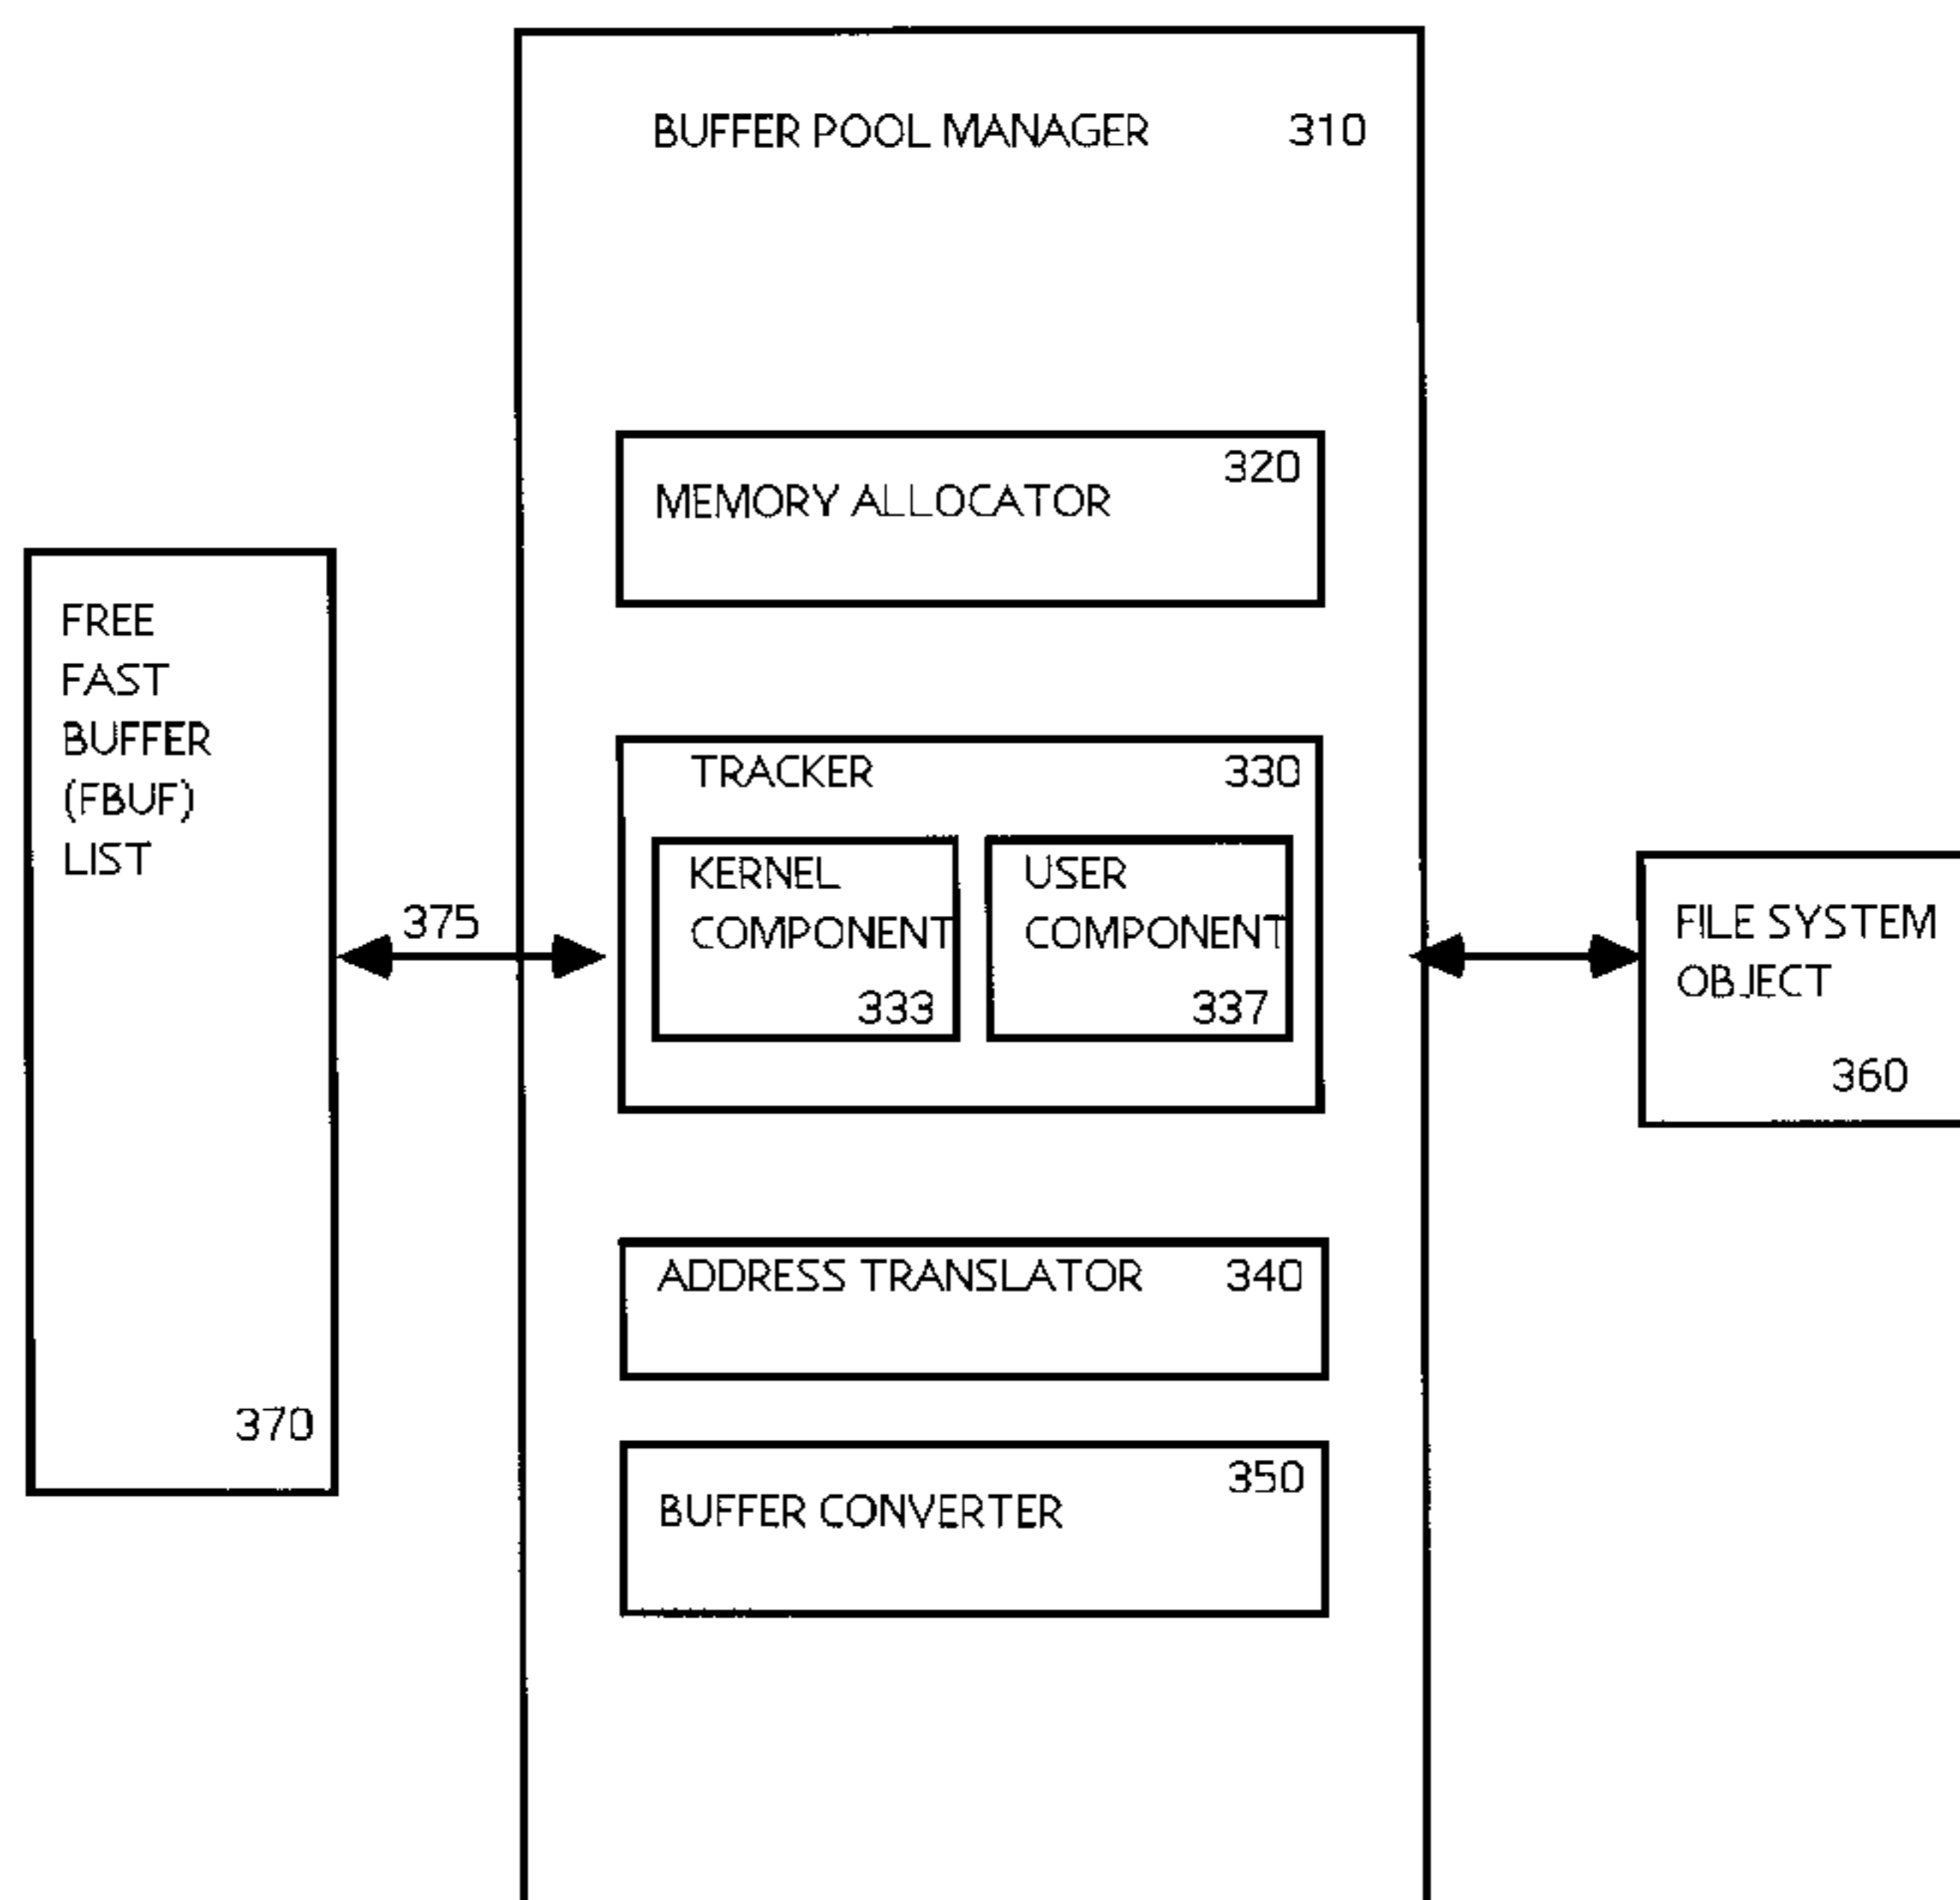 BUFFER POOL MANAGER 310
320
MEMORY ALLOCATOR
FREE
FAST
BUFFER
(FBUF)
LIST
370
375
TRACKER 330
KERNEL
COMPONENT
333
USER
COMPONENT
337
FILE SYSTEM
OBJECT
360
ADDRESS TRANSLATOR 340
350
BUFFER CONVERTER